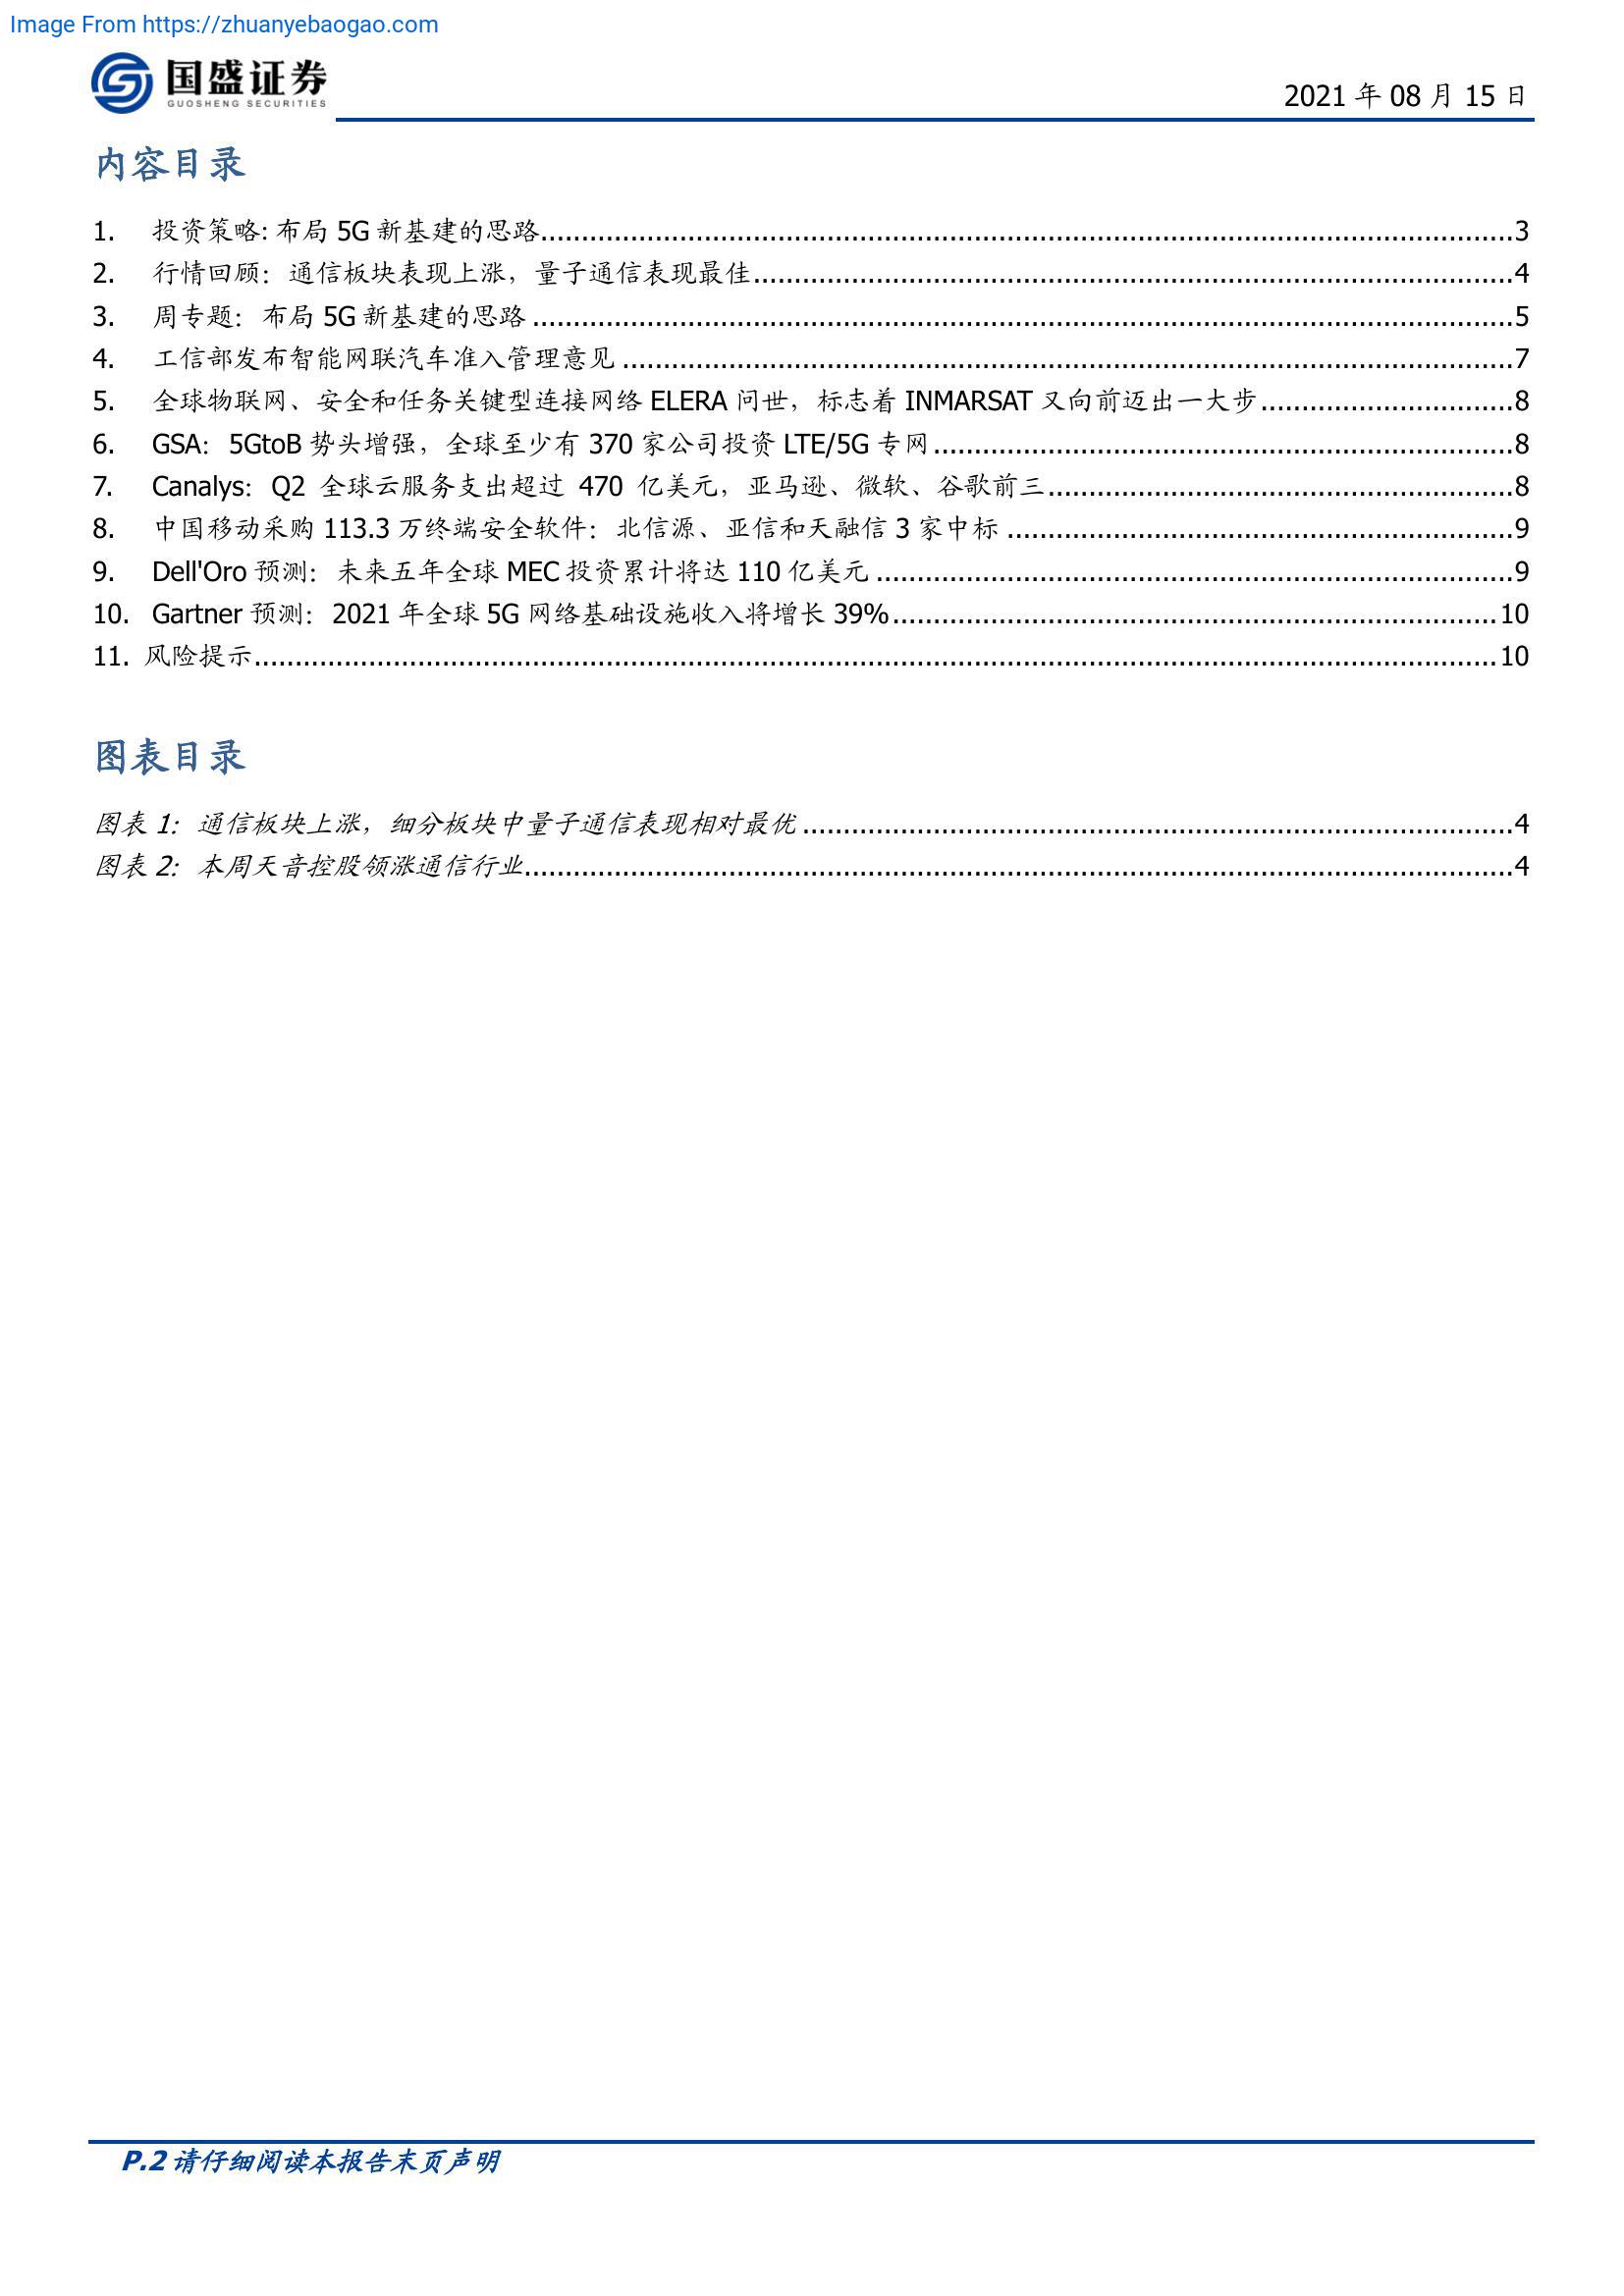 Image From https://zhuanyebaogao.com
国盛证券
GUOSHENG SECURITIES
2021 年 08 月 15 日
内容目录
1. 投资策略: 布局 5G 新基建的思路 3
2. 行情回顾：通信板块表现上涨，量子通信表现最佳 4
3. 周专题：布局 5G 新基建的思路 5
4. 工信部发布智能网联汽车准入管理意见 7
5. 全球物联网、安全和任务关键型连接网络 ELERA 问世，标志着 INMARSAT 又向前迈出一大步 8
6. GSA：5GtoB 势头增强，全球至少有 370 家公司投资 LTE/5G 专网 8
7. Canalys：Q2 全球云服务支出超过 470 亿美元，亚马逊、微软、谷歌前三 8
8. 中国移动采购 113.3 万终端安全软件：北信源、亚信和天融信 3 家中标 9
9. Dell'Oro 预测：未来五年全球 MEC 投资累计将达 110 亿美元 9
10. Gartner 预测：2021 年全球 5G 网络基础设施收入将增长 39% 10
11. 风险提示 10
图表目录
图表 1：通信板块上涨，细分板块中量子通信表现相对最优 4
图表 2：本周天音控股领涨通信行业 4
P.2 请仔细阅读本报告末页声明